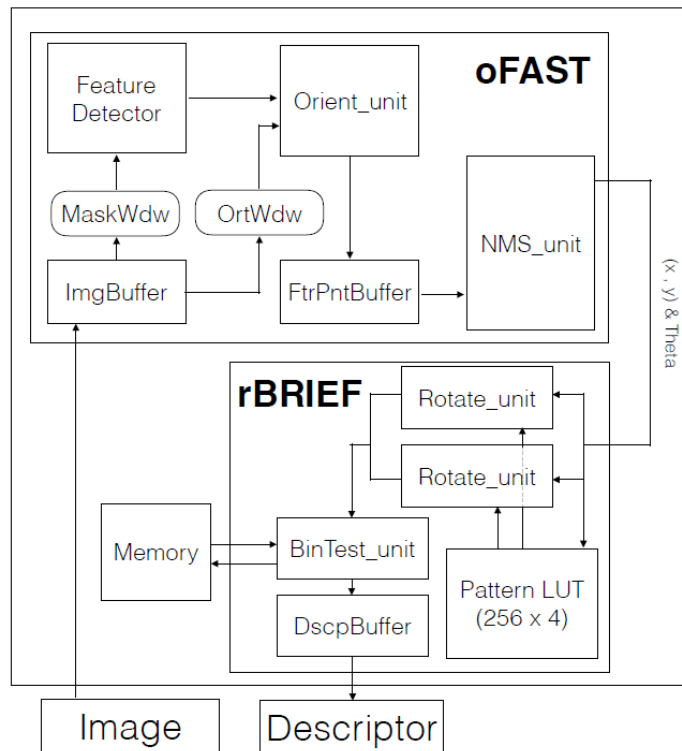 oFAST
Feature
Detector
Orient_unit
MaskWdw
OrtWdw
NMS_unit
ImgBuffer
FtrPntBuffer
(x , y) & Theta
rBRIEF
Rotate_unit
Rotate_unit
Memory
BinTest_unit
Pattern LUT
(256 x 4)
DscpBuffer
Image
Descriptor